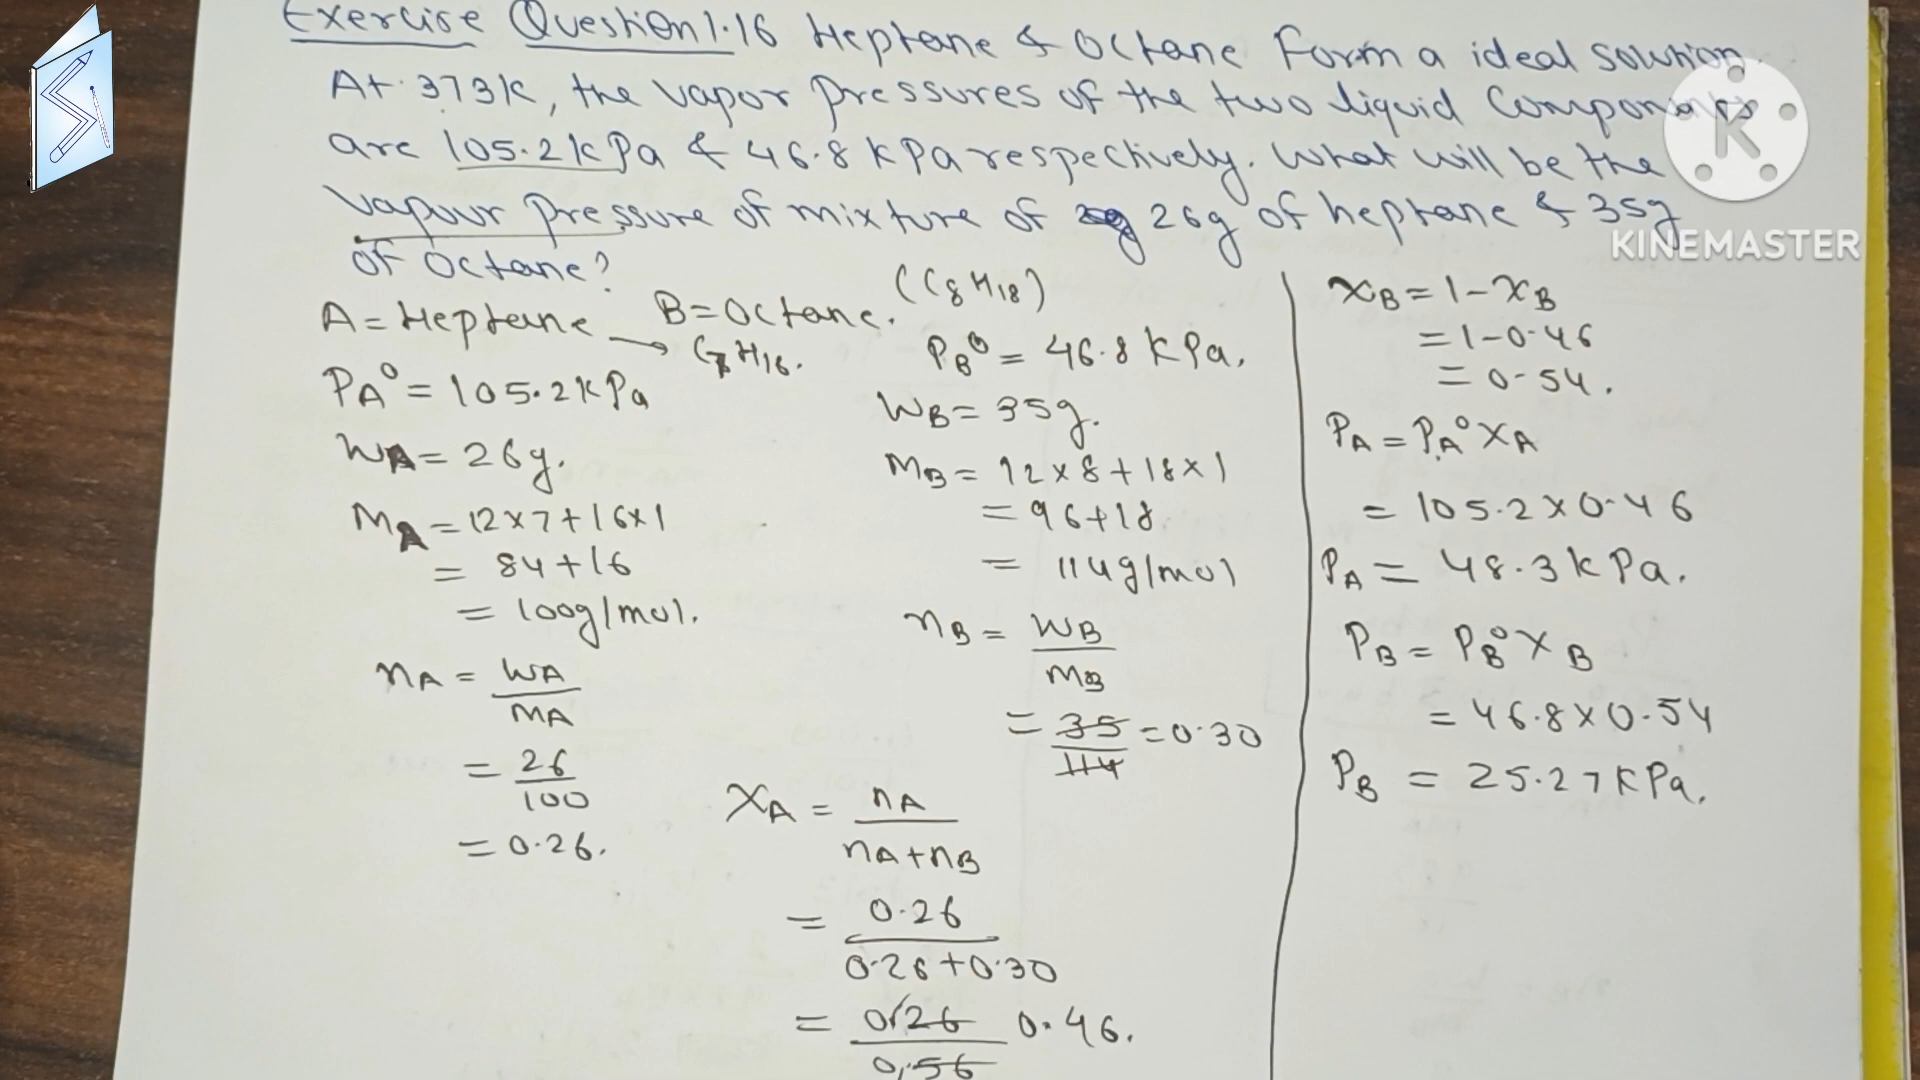 Exercise Question 1.16 Heptane & Octane Form a ideal solution.
At 373K, the vapor pressures of the two liquid Components
are 105.2 kPa & 46.8 KPa respectively. What will be the
Vapour pressure of mixture of 26g of heptane & 35g
of Octane?
A = Heptane → C7H16.
PA° = 105.2 kPa
WA = 26g.
MA = 12×7+16×1
= 84+16
= 100g/mol.
nA = WA/MA
= 26/100
= 0.26.
B = Octane. (C8H18)
PB° = 46.8 kPa.
WB = 35g.
MB = 12×8+18×1
= 96+18
= 114g/mol
nB = WB/MB
= 35/114 = 0.30
XA = nA/nA+nB
= 0.26/0.26+0.30
= 0.26/0.56 0.46.
XB = 1-XB
= 1-0.46
= 0.54.
PA = PA° XA
= 105.2×0.46
PA = 48.3 kPa.
PB = PB° XB
= 46.8×0.54
PB = 25.27 KPa.
K
KINEMASTER